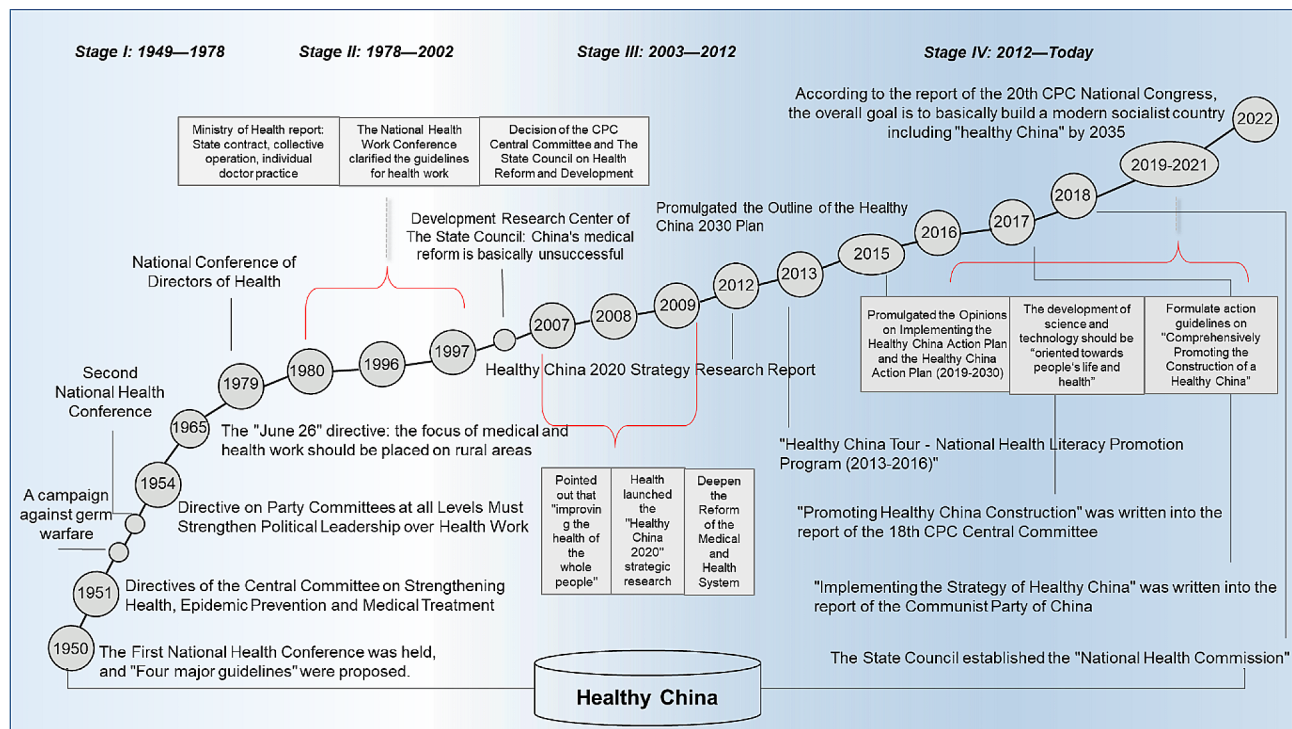 Stage I: 1949—1978
Stage II: 1978—2002
Stage III: 2003—2012
Stage IV: 2012—Today
According to the report of the 20th CPC National Congress,
the overall goal is to basically build a modern socialist country
including "healthy China" by 2035
Ministry of Health report:
State contract, collective
operation, individual
doctor practice
The National Health
Work Conference
clarified the guidelines
for health work
Decision of the CPC
Central Committee and The
State Council on Health
Reform and Development
Development Research Center of
The State Council: China's medical
reform is basically unsuccessful
Promulgated the Outline of the Healthy
China 2030 Plan
National Conference of
Directors of Health
Second
National Health
Conference
A campaign
against germ
warfare
1950
1951
1954
1965
1979
1980
1996
1997
2007
2008
2009
2012
2013
2015
2016
2017
2018
2019-2021
2022
Healthy China 2020 Strategy Research Report
Promulgated the Opinions
on Implementing the
Healthy China Action Plan
and the Healthy China
Action Plan (2019-2030)
The development of
science and
technology should be
"oriented towards
people's life and
health"
Formulate action
guidelines on
"Comprehensively
Promoting the
Construction of a
Healthy China"
The "June 26" directive: the focus of medical and
health work should be placed on rural areas
"Healthy China Tour - National Health Literacy Promotion
Program (2013-2016)"
Pointed
out that
"improvin
g the
health of
the
whole
people"
Health
launched
the
"Healthy
China
2020"
strategic
research
Deepen
the
Reform
of the
Medical
and
Health
System
Directive on Party Committees at all Levels Must
Strengthen Political Leadership over Health Work
"Promoting Healthy China Construction" was written into the
report of the 18th CPC Central Committee
Directives of the Central Committee on Strengthening
Health, Epidemic Prevention and Medical Treatment
"Implementing the Strategy of Healthy China" was written into the
report of the Communist Party of China
The First National Health Conference was held,
and "Four major guidelines" were proposed.
The State Council established the "National Health Commission"
Healthy China